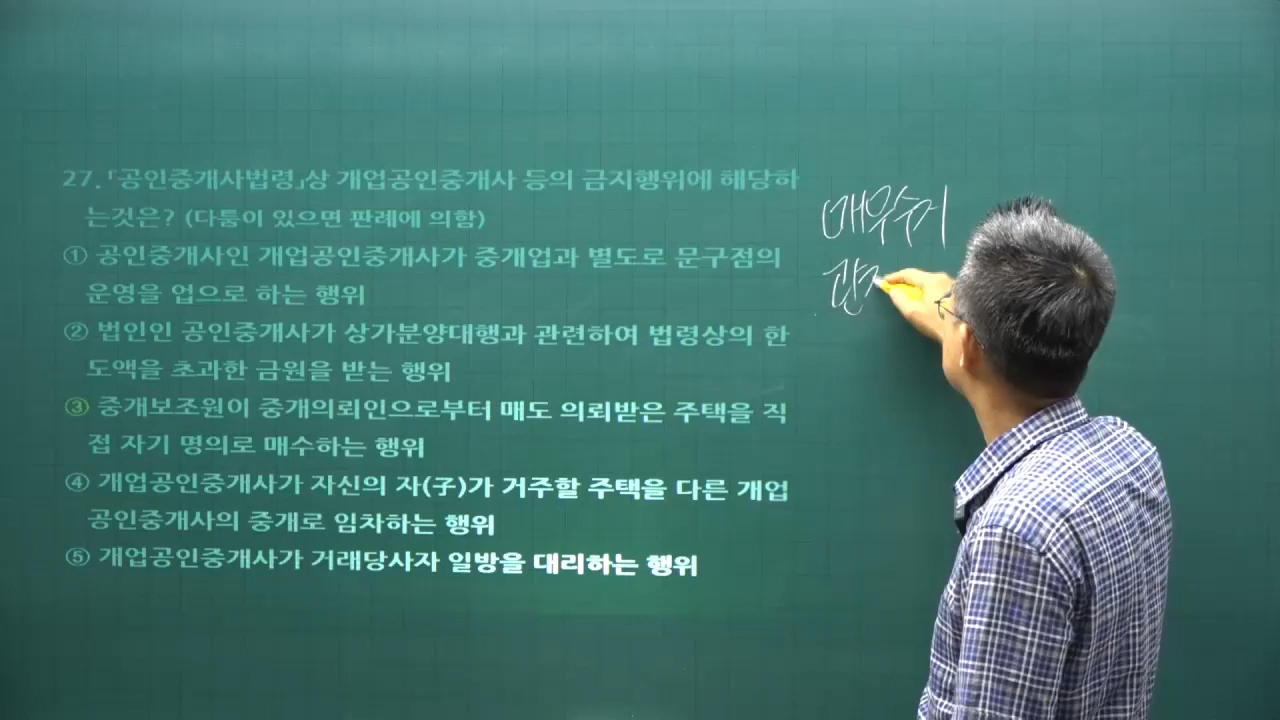 27. ｢공인중개사법령｣상 개업공인중개사 등의 금지행위에 해당하
는것은? (다툼이 있으면 판례에 의함)
① 공인중개사인 개업공인중개사가 중개업과 별도로 문구점의
운영을 업으로 하는 행위
② 법인인 공인중개사가 상가분양대행과 관련하여 법령상의 한
도액을 초과한 금원을 받는 행위
③ 중개보조원이 중개의뢰인으로부터 매도 의뢰받은 주택을 직
접 자기 명의로 매수하는 행위
④ 개업공인중개사가 자신의 자(子)가 거주할 주택을 다른 개업
공인중개사의 중개로 임차하는 행위
⑤ 개업공인중개사가 거래당사자 일방을 대리하는 행위